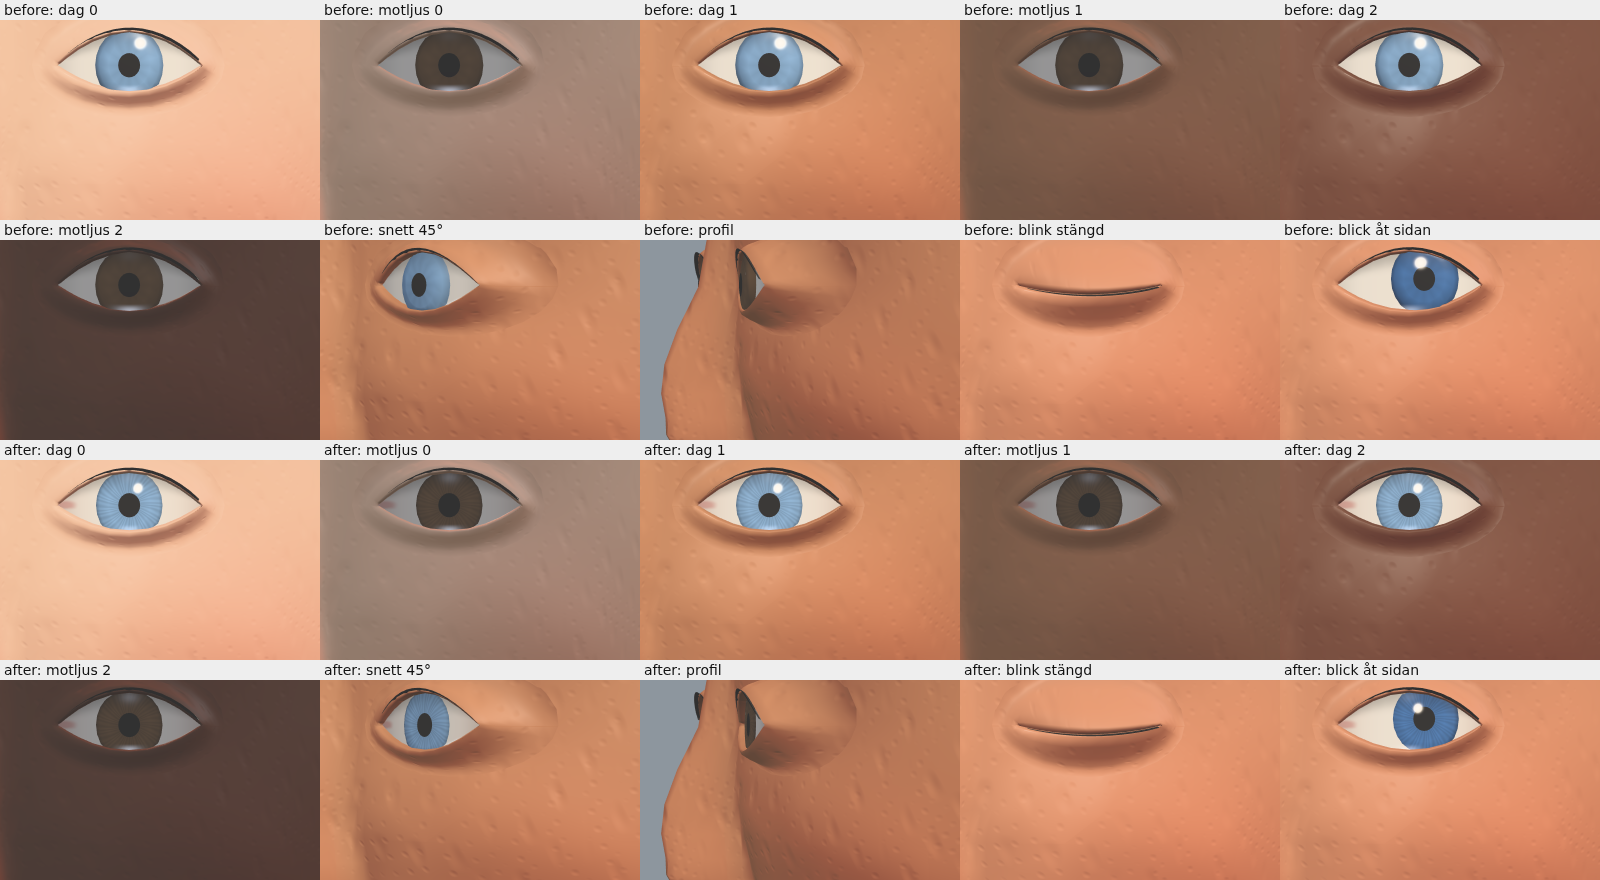 before: dag 0
before: motljus 0
before: dag 1
before: motljus 1
before: dag 2
before: motljus 2
before: snett 45°
before: profil
before: blink stängd
before: blick åt sidan
after: dag 0
after: motljus 0
after: dag 1
after: motljus 1
after: dag 2
after: motljus 2
after: snett 45°
after: profil
after: blink stängd
after: blick åt sidan